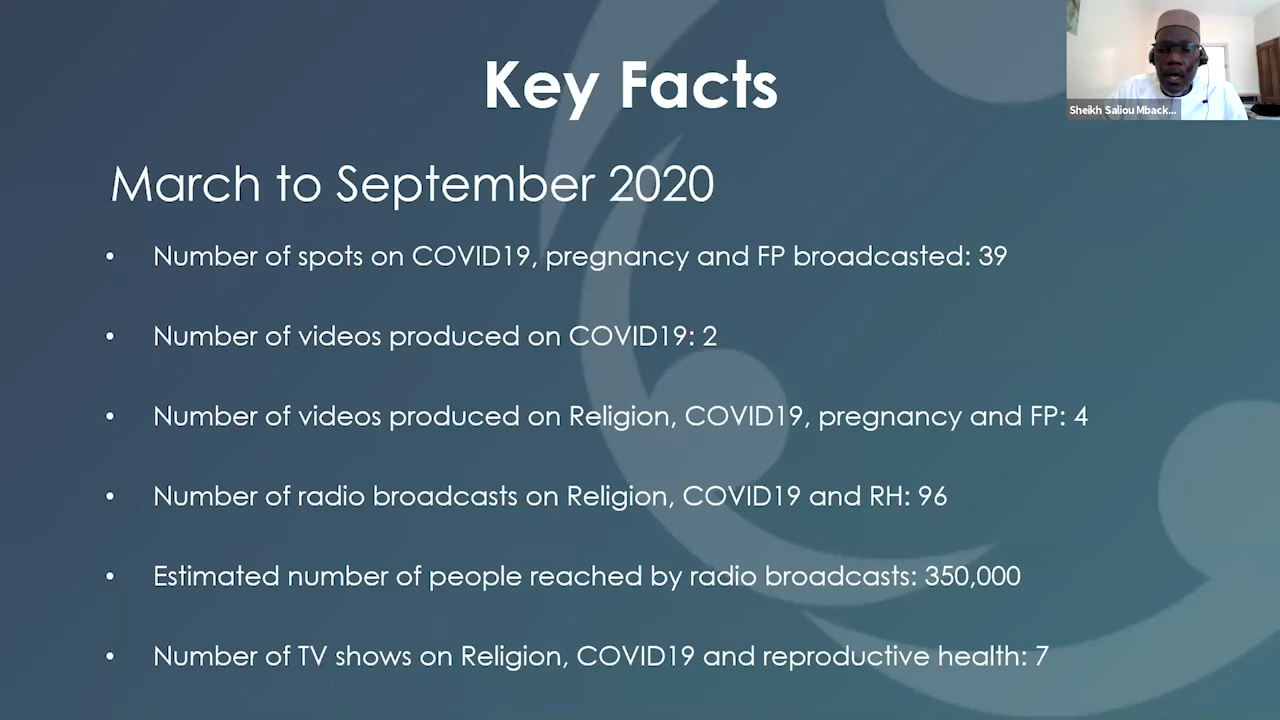 Key Facts
Sheikh Saliou Mback...
March to September 2020
• Number of spots on COVID19, pregnancy and FP broadcasted: 39
• Number of videos produced on COVID19: 2
• Number of videos produced on Religion, COVID19, pregnancy and FP: 4
• Number of radio broadcasts on Religion, COVID19 and RH: 96
• Estimated number of people reached by radio broadcasts: 350,000
• Number of TV shows on Religion, COVID19 and reproductive health: 7